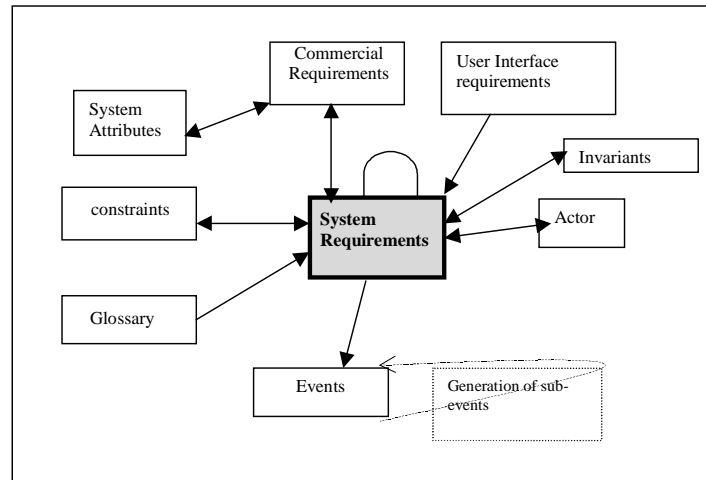 Commercial
Requirements
User Interface
requirements
System
Attributes
Invariants
constraints
System
Requirements
Actor
Glossary
Events
Generation of sub-
events